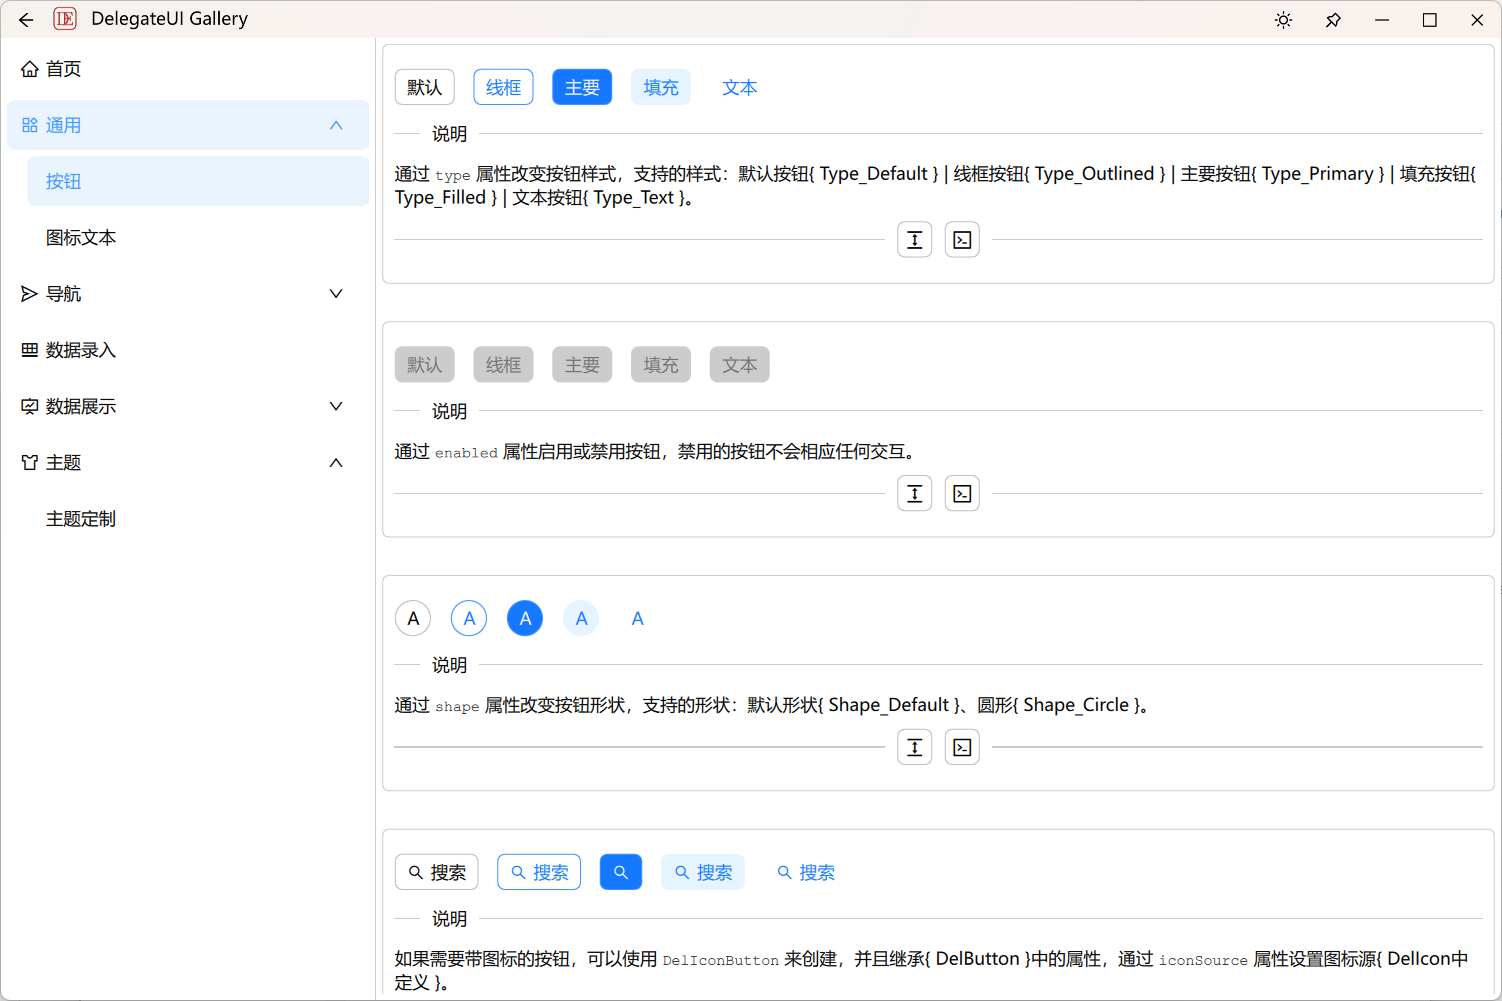 DE
DelegateUI Gallery
首页
通用
按钮
图标文本
导航
数据录入
数据展示
主题
主题定制
默认 线框 主要 填充 文本
说明
通过 type 属性改变按钮样式，支持的样式：默认按钮{ Type_Default } | 线框按钮{ Type_Outlined } | 主要按钮{ Type_Primary } | 填充按钮{
Type_Filled } | 文本按钮{ Type_Text }。
默认 线框 主要 填充 文本
说明
通过 enabled 属性启用或禁用按钮，禁用的按钮不会相应任何交互。
A A A A A
说明
通过 shape 属性改变按钮形状，支持的形状：默认形状{ Shape_Default }、圆形{ Shape_Circle }。
搜索 搜索 搜索 搜索
说明
如果需要带图标的按钮，可以使用 DelIconButton 来创建，并且继承{ DelButton }中的属性，通过 iconSource 属性设置图标源{ DelIcon中
定义 }。